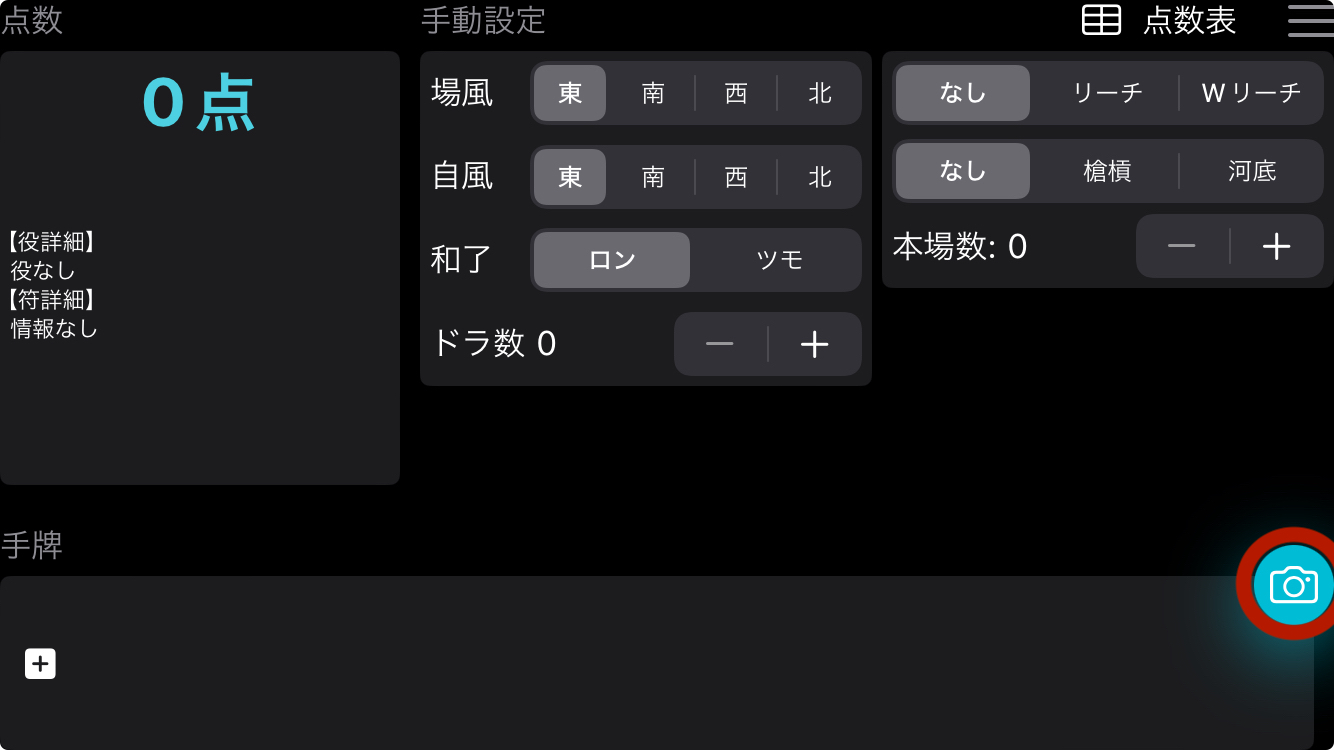 点数
0点
【役詳細】
役なし
【符詳細】
情報なし
手動設定
場風 東 南 西 北
自風 東 南 西 北
和了 ロン ツモ
ドラ数 0 − +
点数表
なし リーチ Wリーチ
なし 槍槓 河底
本場数: 0 − +
手牌